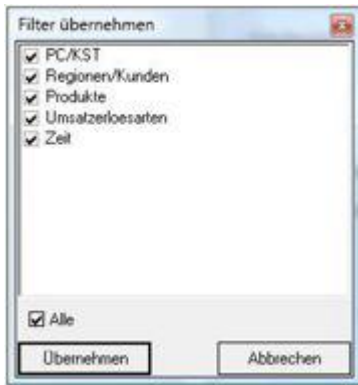 Filter übernehmen
PC/KST
Regionen/Kunden
Produkte
Umsatzerloesarten
Zeit
Alle
Übernehmen
Abbrechen